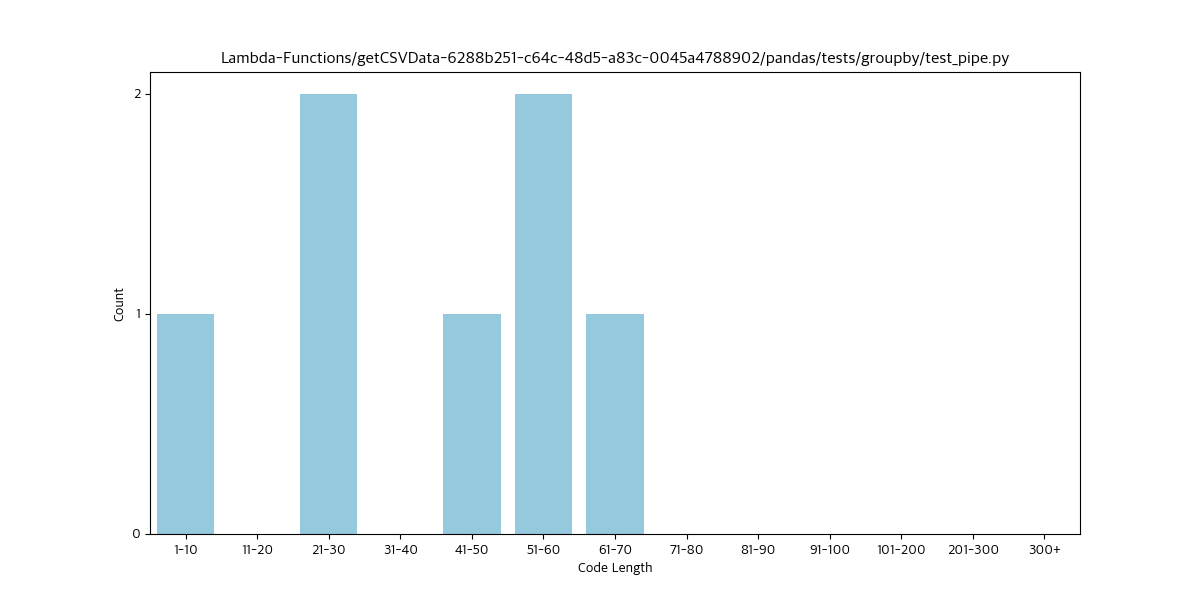 Lambda-Functions/getCSVData-6288b251-c64c-48d5-a83c-0045a4788902/pandas/tests/groupby/test_pipe.py
2
1
0
Count
1-10 11-20 21-30 31-40 41-50 51-60 61-70 71-80 81-90 91-100 101-200 201-300 300+
Code Length